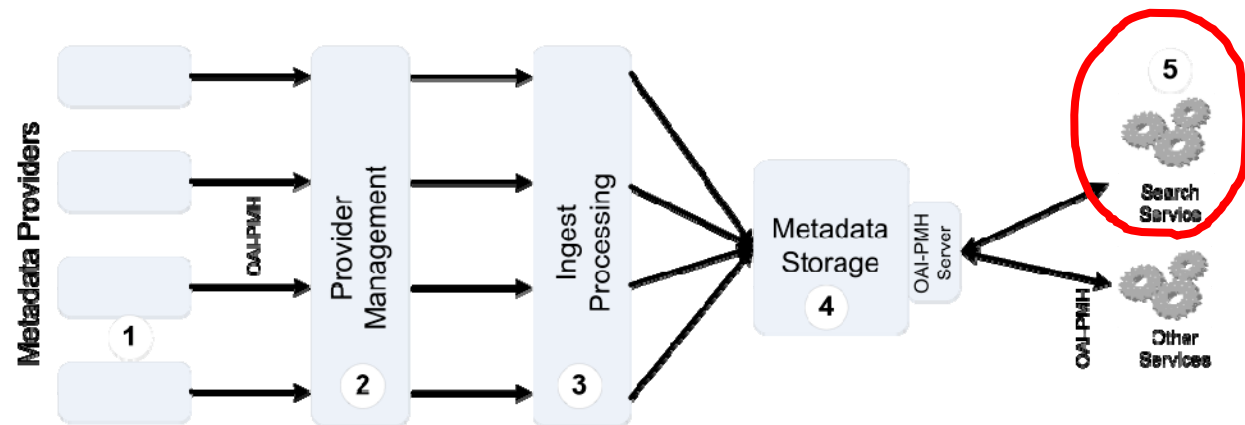 Metadata Providers
1
OAI-PMH
Provider
Management
2
Ingest
Processing
3
Metadata
Storage
4
OAI-PMH
Server
5
Search
Service
OAI-PMH
Other
Services